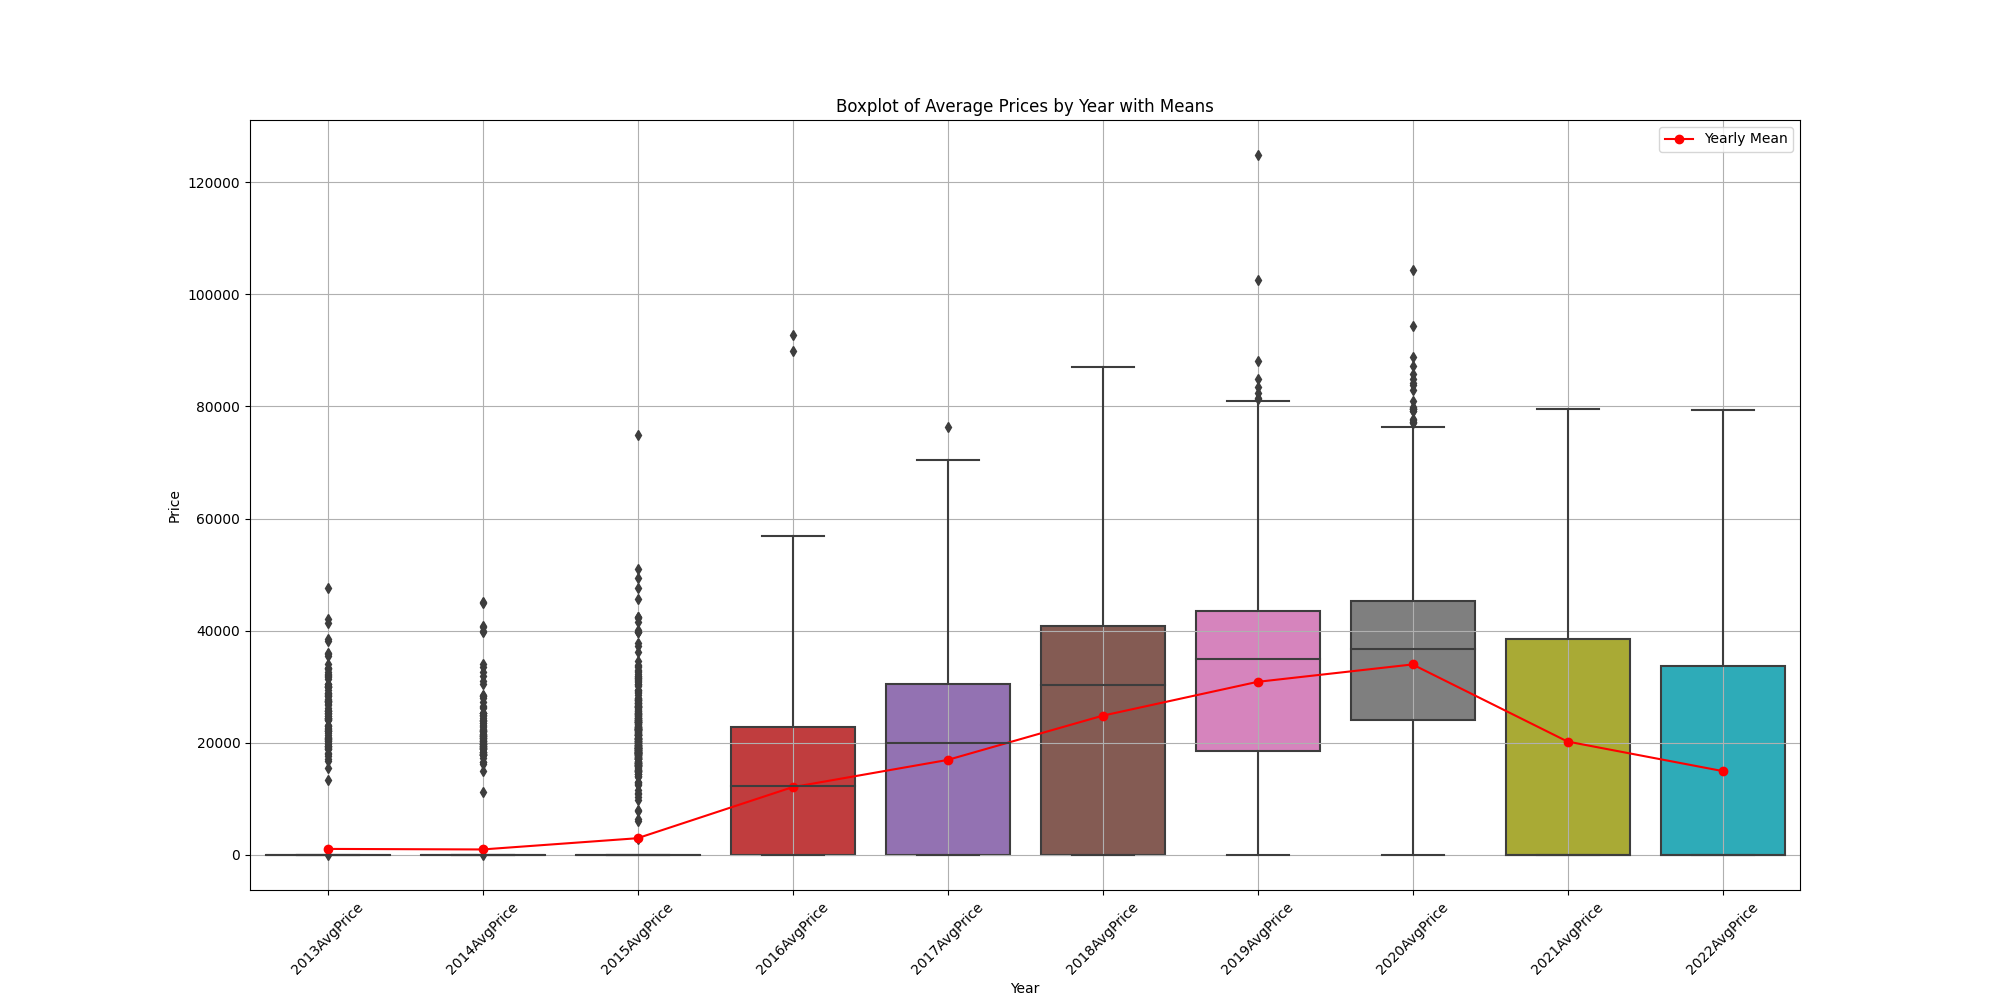 Boxplot of Average Prices by Year with Means
Yearly Mean
120000
100000
80000
60000
40000
20000
0
Price
2013AvgPrice
2014AvgPrice
2015AvgPrice
2016AvgPrice
2017AvgPrice
2018AvgPrice
2019AvgPrice
2020AvgPrice
2021AvgPrice
2022AvgPrice
Year